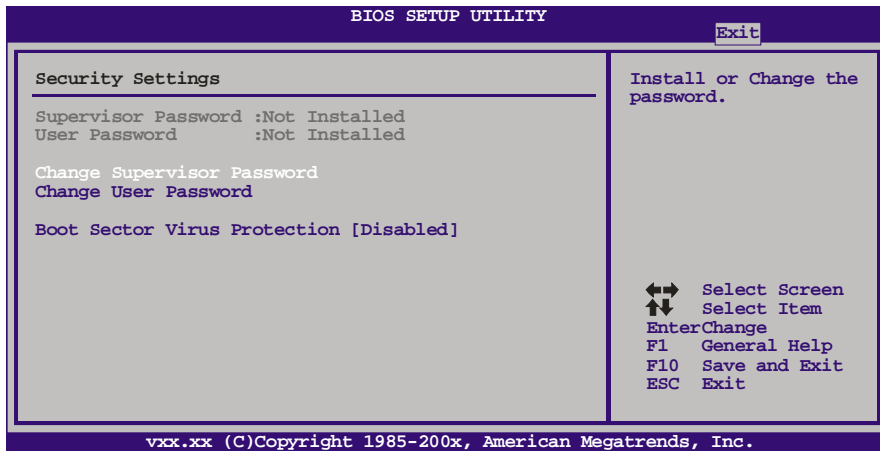 BIOS SETUP UTILITY
Exit
Security Settings
Supervisor Password :Not Installed
User Password :Not Installed
Change Supervisor Password
Change User Password
Boot Sector Virus Protection [Disabled]
Install or Change the
password.
Select Screen
Select Item
EnterChange
F1 General Help
F10 Save and Exit
ESC Exit
vxx.xx (C)Copyright 1985-200x, American Megatrends, Inc.